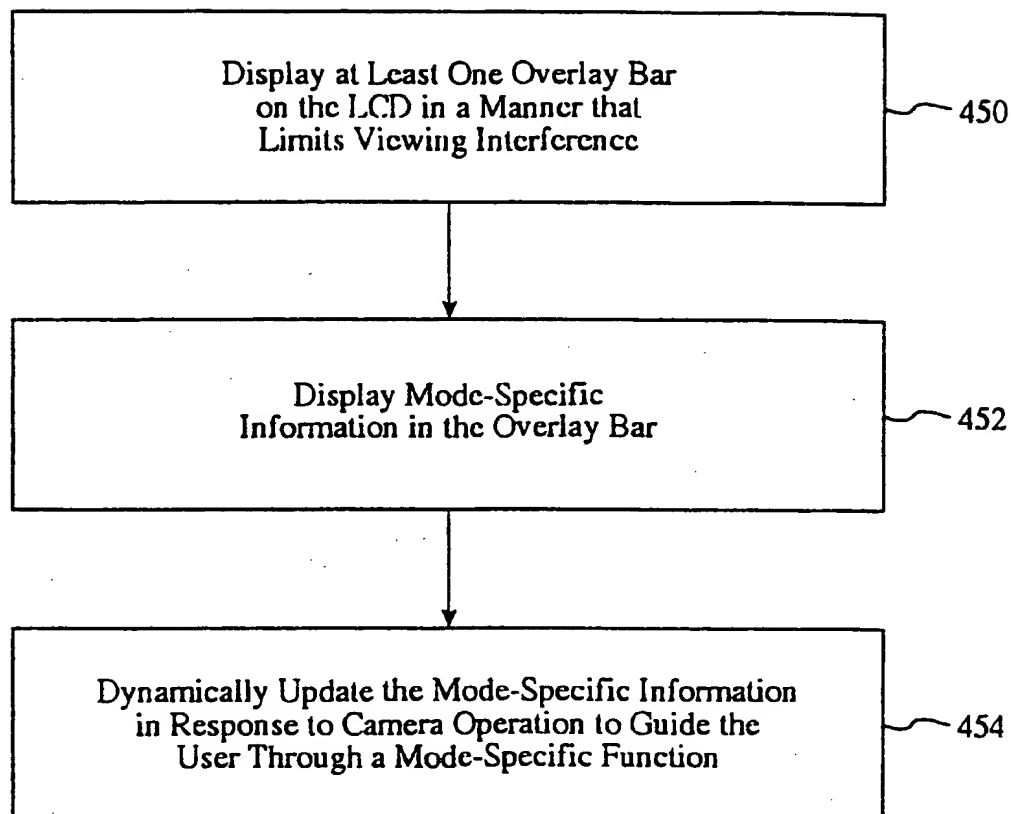 Display at Least One Overlay Bar
on the LCD in a Manner that
Limits Viewing Interference
450
Display Mode-Specific
Information in the Overlay Bar
452
Dynamically Update the Mode-Specific Information
in Response to Camera Operation to Guide the
User Through a Mode-Specific Function
454